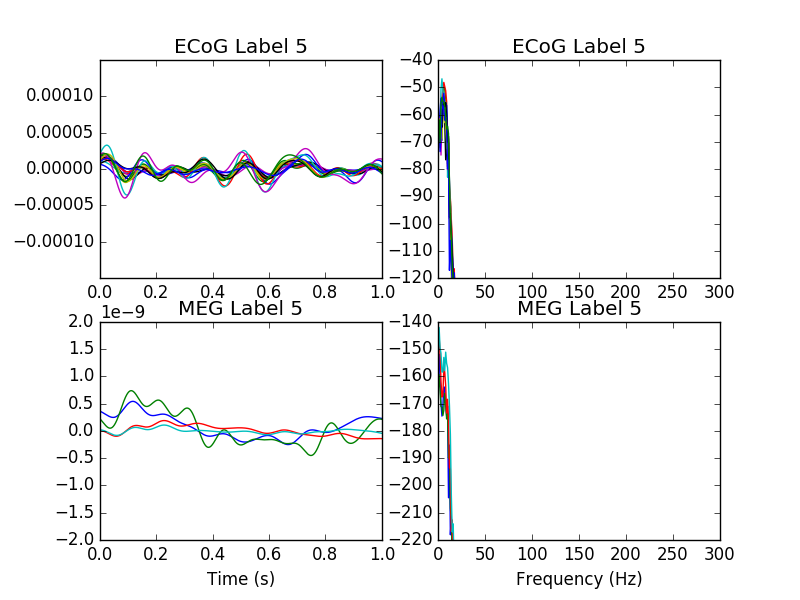 ECoG Label 5
0.00010
0.00005
0.00000
−0.00005
−0.00010
0.0 0.2 0.4 0.6 0.8 1.0
ECoG Label 5
−40
−50
−60
−70
−80
−90
−100
−110
−120
0 50 100 150 200 250 300
MEG Label 5
1e−9
2.0
1.5
1.0
0.5
0.0
−0.5
−1.0
−1.5
−2.0
0.0 0.2 0.4 0.6 0.8 1.0
Time (s)
MEG Label 5
−140
−150
−160
−170
−180
−190
−200
−210
−220
0 50 100 150 200 250 300
Frequency (Hz)